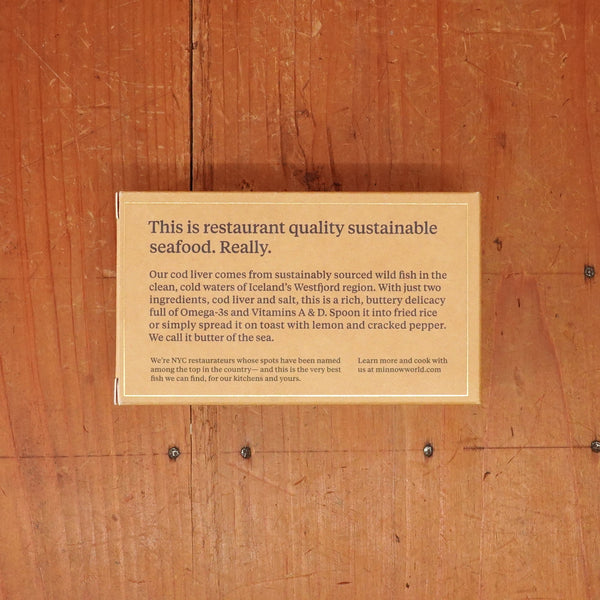 This is restaurant quality sustainable
seafood. Really.
Our cod liver comes from sustainably sourced wild fish in the
clean, cold waters of Iceland's Westfjord region. With just two
ingredients, cod liver and salt, this is a rich, buttery delicacy
full of Omega-3s and Vitamins A & D. Spoon it into fried rice
or simply spread it on toast with lemon and cracked pepper.
We call it butter of the sea.
We're NYC restaurateurs whose spots have been named
among the top in the country—and this is the very best
fish we can find, for our kitchens and yours.
Learn more and cook with
us at minnowworld.com